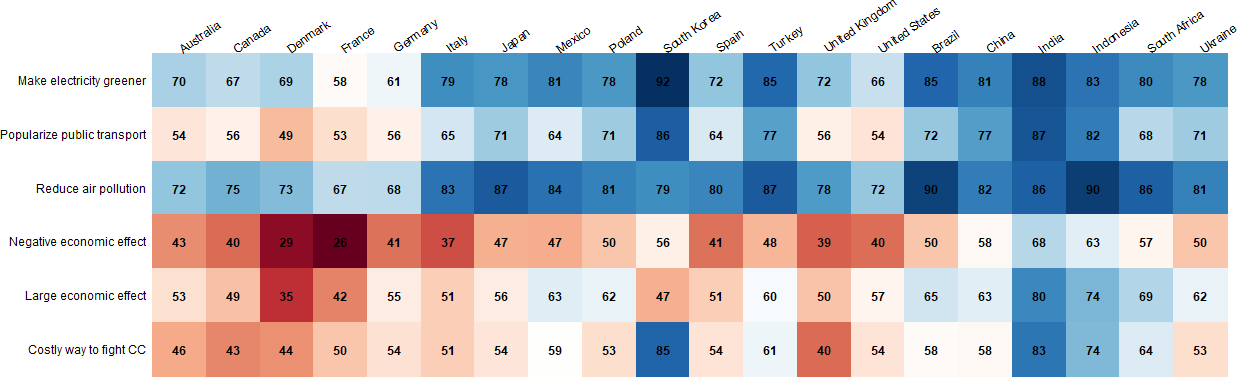 Australia Canada Denmark France Germany Italy Japan Mexico Poland South Korea Spain Turkey United Kingdom United States Brazil China India Indonesia South Africa Ukraine
Make electricity greener 70 67 69 58 61 79 78 81 78 92 72 85 72 66 85 81 88 83 80 78
Popularize public transport 54 56 49 53 56 65 71 64 71 86 64 77 56 54 72 77 87 82 68 71
Reduce air pollution 72 75 73 67 68 83 87 84 81 79 80 87 78 72 90 82 86 90 86 81
Negative economic effect 43 40 29 26 41 37 47 47 50 56 41 48 39 40 50 58 68 63 57 50
Large economic effect 53 49 35 42 55 51 56 63 62 47 51 60 50 57 65 63 80 74 69 62
Costly way to fight CC 46 43 44 50 54 51 54 59 53 85 54 61 40 54 58 58 83 74 64 53